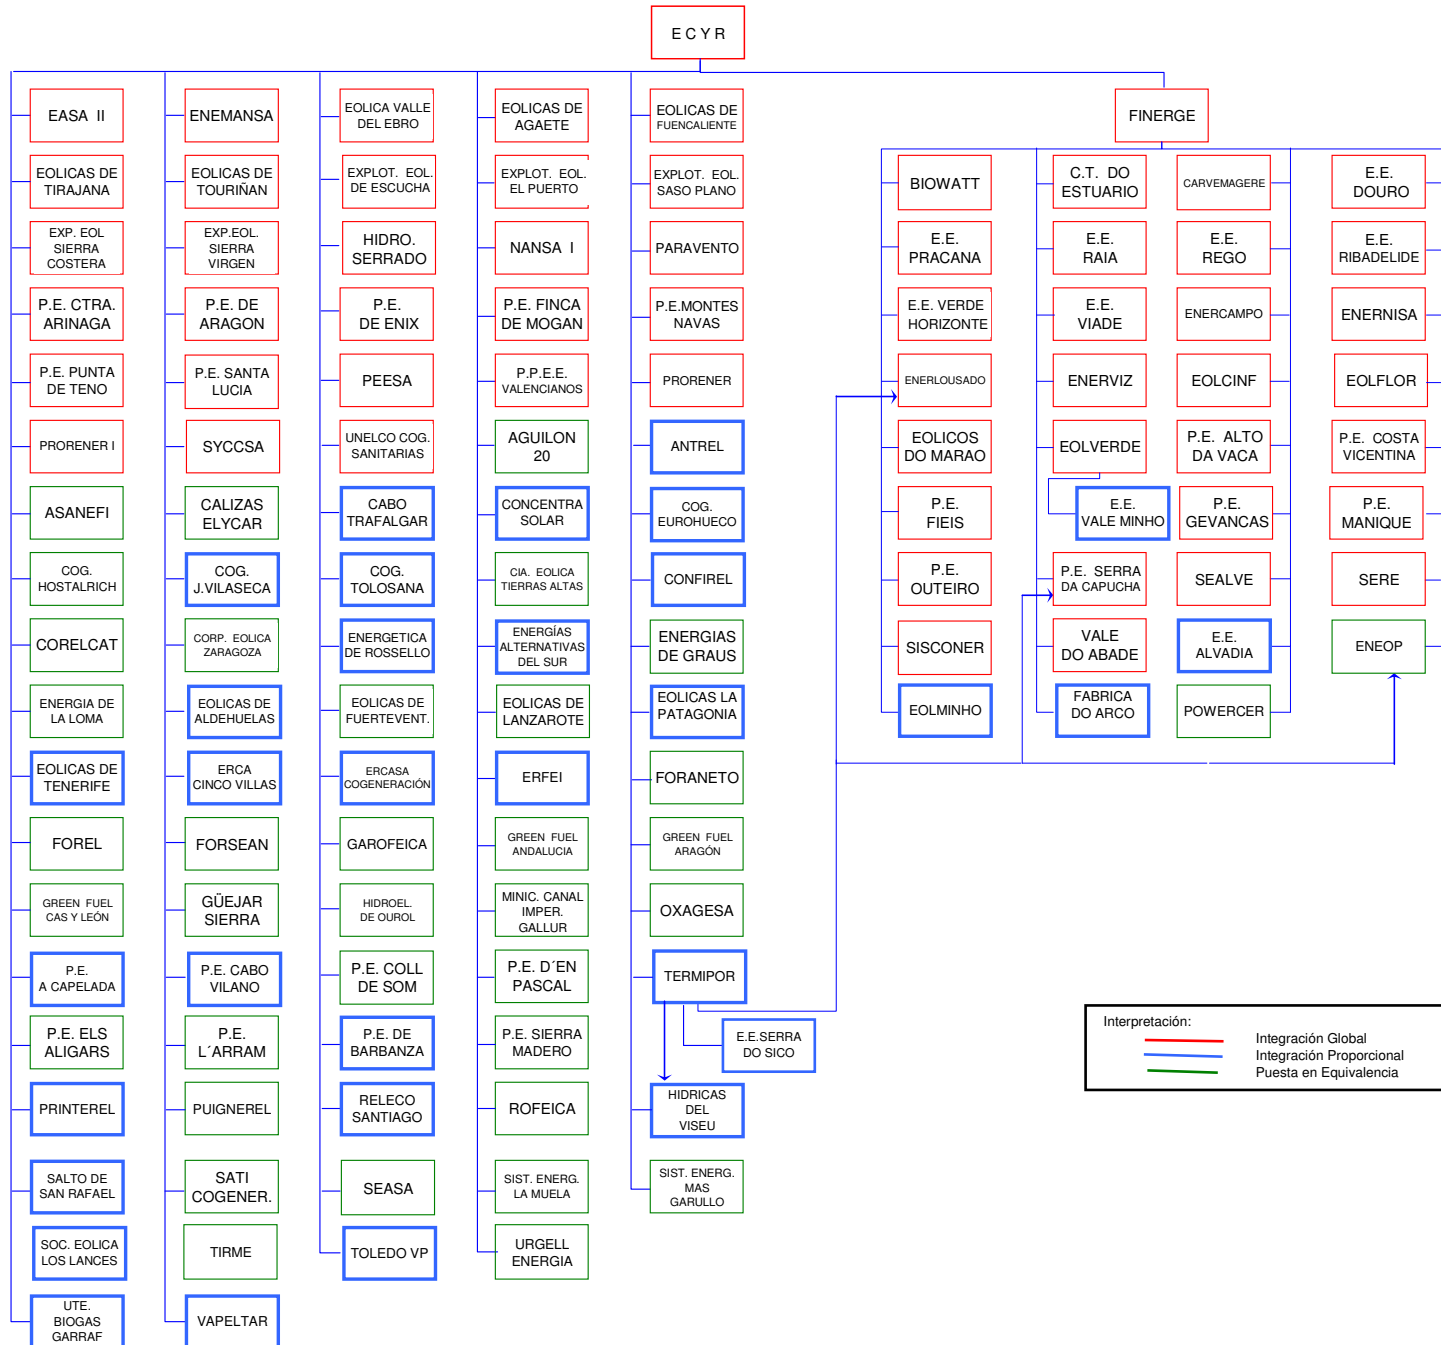 E C Y R
EASA II
ENEMANSA
EOLICA VALLE
DEL EBRO
EOLICAS DE
AGAETE
EOLICAS DE
FUENCALIENTE
FINERGE
EOLICAS DE
TIRAJANA
EOLICAS DE
TOURIÑAN
EXPLOT. EOL.
DE ESCUCHA
EXPLOT. EOL.
EL PUERTO
EXPLOT. EOL.
SASO PLANO
BIOWATT
C.T. DO
ESTUARIO
CARVEMAGERE
E.E.
DOURO
EXP. EOL
SIERRA
COSTERA
EXP.EOL.
SIERRA
VIRGEN
HIDRO.
SERRADO
NANSA I
PARAVENTO
E.E.
PRACANA
E.E.
RAIA
E.E.
REGO
E.E.
RIBADELIDE
P.E. CTRA.
ARINAGA
P.E. DE
ARAGON
P.E.
DE ENIX
P.E. FINCA
DE MOGAN
P.E.MONTES
NAVAS
E.E. VERDE
HORIZONTE
E.E.
VIADE
ENERCAMPO
ENERNISA
P.E. PUNTA
DE TENO
P.E. SANTA
LUCIA
PEESA
P.P.E.E.
VALENCIANOS
PRORENER
ENERLOUSADO
ENERVIZ
EOLCINF
EOLFLOR
PRORENER I
SYCCSA
UNELCO COG.
SANITARIAS
AGUILON
20
ANTREL
EOLICOS
DO MARAO
EOLVERDE
P.E. ALTO
DA VACA
P.E. COSTA
VICENTINA
ASANEFI
CALIZAS
ELYCAR
CABO
TRAFALGAR
CONCENTRA
SOLAR
COG.
EUROHUECO
P.E.
FIEIS
E.E.
VALE MINHO
P.E.
GEVANCAS
P.E.
MANIQUE
COG.
HOSTALRICH
COG.
J.VILASECA
COG.
TOLOSANA
CIA. EOLICA
TIERRAS ALTAS
CONFIREL
P.E.
OUTEIRO
P.E. SERRA
DA CAPUCHA
SEALVE
SERE
CORELCAT
CORP. EOLICA
ZARAGOZA
ENERGETICA
DE ROSSELLO
ENERGÍAS
ALTERNATIVAS
DEL SUR
ENERGIAS
DE GRAUS
SISCONER
VALE
DO ABADE
E.E.
ALVADIA
ENEOP
ENERGIA DE
LA LOMA
EOLICAS DE
ALDEHUELAS
EOLICAS DE
FUERTEVENT.
EOLICAS DE
LANZAROTE
EOLICAS LA
PATAGONIA
EOLMINHO
FABRICA
DO ARCO
POWERCER
EOLICAS DE
TENERIFE
ERCA
CINCO VILLAS
ERCASA
COGENERACIÓN
ERFEI
FORANETO
FOREL
FORSEAN
GAROFEICA
GREEN FUEL
ANDALUCIA
GREEN FUEL
ARAGÓN
GREEN FUEL
CAS Y LEÓN
GÜEJAR
SIERRA
HIDROEL.
DE OUROL
MINIC. CANAL
IMPER.
GALLUR
OXAGESA
P.E.
A CAPELADA
P.E. CABO
VILANO
P.E. COLL
DE SOM
P.E. D´EN
PASCAL
TERMIPOR
P.E. ELS
ALIGARS
P.E.
L´ARRAM
P.E. DE
BARBANZA
P.E. SIERRA
MADERO
E.E.SERRA
DO SICO
Interpretación:
Integración Global
Integración Proporcional
Puesta en Equivalencia
PRINTEREL
PUIGNEREL
RELECO
SANTIAGO
ROFEICA
HIDRICAS
DEL
VISEU
SALTO DE
SAN RAFAEL
SATI
COGENER.
SEASA
SIST. ENERG.
LA MUELA
SIST. ENERG.
MAS
GARULLO
SOC. EOLICA
LOS LANCES
TIRME
TOLEDO VP
URGELL
ENERGIA
UTE.
BIOGAS
GARRAF
VAPELTAR